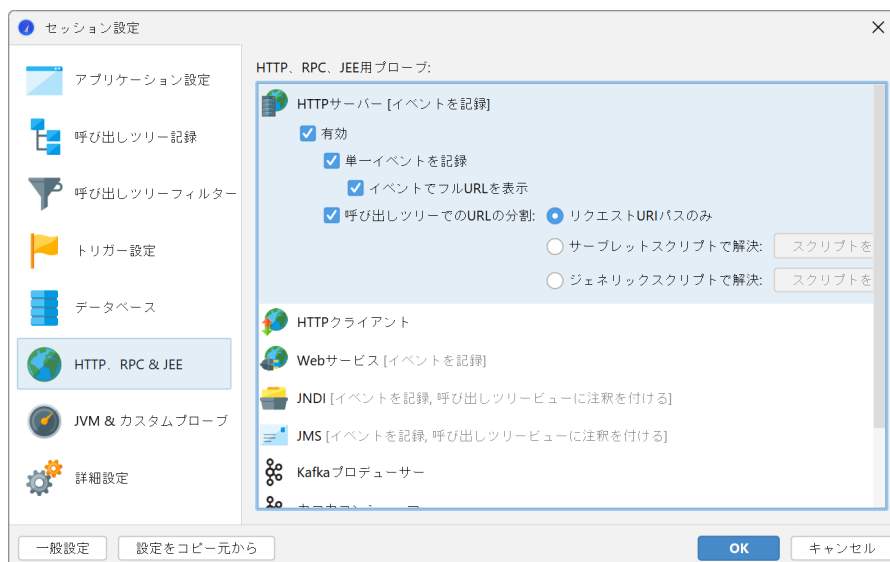 セッション設定
アプリケーション設定
呼び出しツリー記録
呼び出しツリーフィルター
トリガー設定
データベース
HTTP、RPC & JEE
JVM & カスタムプローブ
詳細設定
HTTP、RPC、JEE用プローブ:
HTTPサーバー [イベントを記録]
有効
単一イベントを記録
イベントでフルURLを表示
呼び出しツリーでのURLの分割: リクエストURIパスのみ
サーブレットスクリプトで解決: スクリプトを
ジェネリックスクリプトで解決: スクリプトを
HTTPクライアント
Webサービス [イベントを記録]
JNDI [イベントを記録, 呼び出しツリービューに注釈を付ける]
JMS [イベントを記録, 呼び出しツリービューに注釈を付ける]
Kafkaプロデューサー
一般設定 設定をコピー元から OK キャンセル